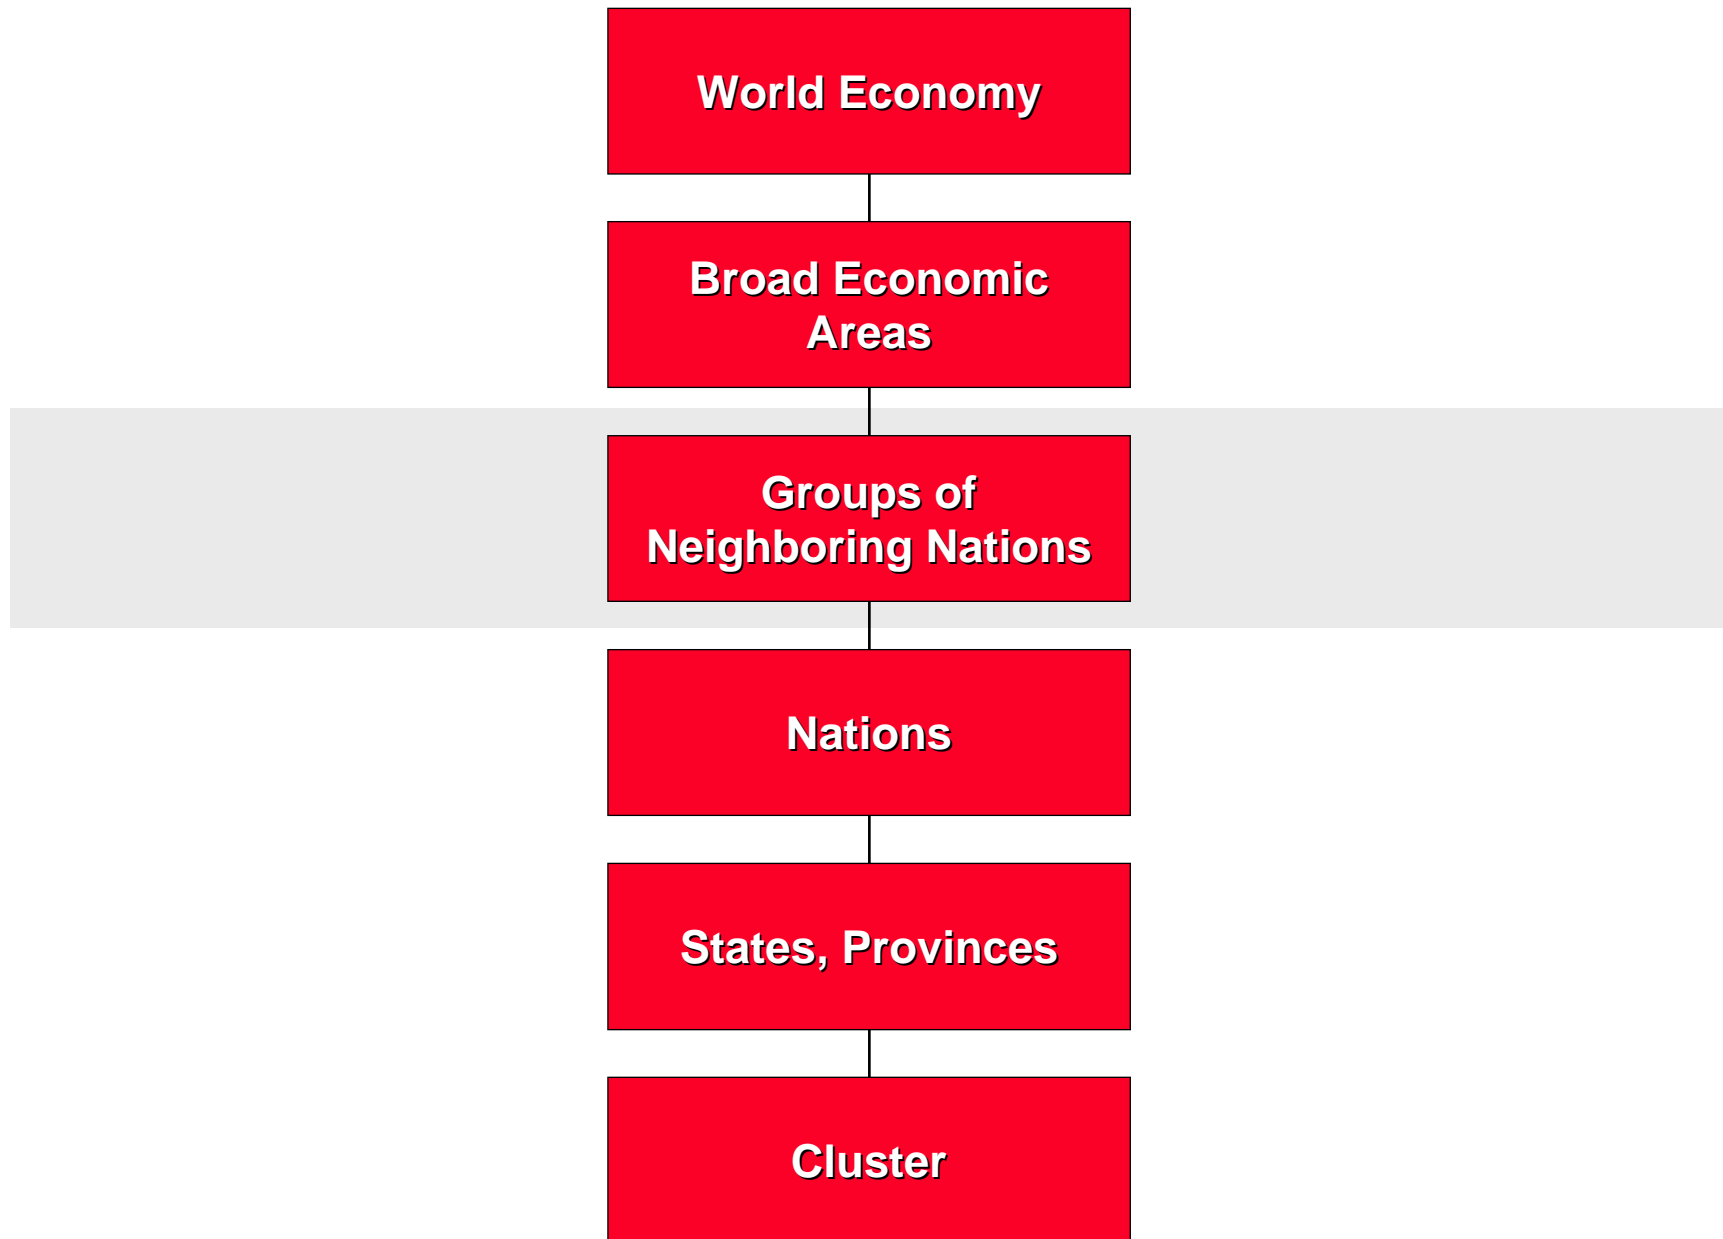 World Economy
Broad Economic
Areas
Groups of
Neighboring Nations
Nations
States, Provinces
Cluster